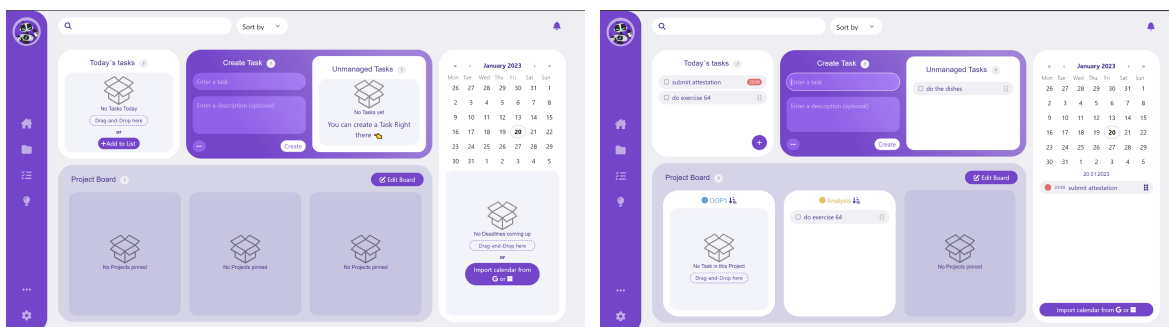 Sort by
Today`s tasks ?
No Tasks Today
Drag-and-Drop here
or
+Add to List
Create Task ?
Enter a task
Enter a description (optional)
Create
Unmanaged Tasks ?
No Tasks yet
You can create a Task Right
there
« ‹ January 2023 › »
Mon Tue Wed Thu Fri Sat Sun
26 27 28 29 30 31 1
2 3 4 5 6 7 8
9 10 11 12 13 14 15
16 17 18 19 20 21 22
23 24 25 26 27 28 29
30 31 1 2 3 4 5
No Deadlines coming up
Drag-and-Drop here
or
Import calendar from
G or
Project Board ?
Edit Board
No Projects pinned
No Projects pinned
No Projects pinned
Sort by
Today`s tasks ?
submit attestation 23:59
do exercise 64
+
Create Task ?
Enter a task
Enter a description (optional)
Create
Unmanaged Tasks ?
do the dishes
« ‹ January 2023 › »
Mon Tue Wed Thu Fri Sat Sun
26 27 28 29 30 31 1
2 3 4 5 6 7 8
9 10 11 12 13 14 15
16 17 18 19 20 21 22
23 24 25 26 27 28 29
30 31 1 2 3 4 5
20.01.2023
23:59 submit attestation
Import calendar from G or
Project Board ?
Edit Board
OOP1
No Task in this Project
Drag-and-Drop here
Analysis
do exercise 64
No Projects pinned